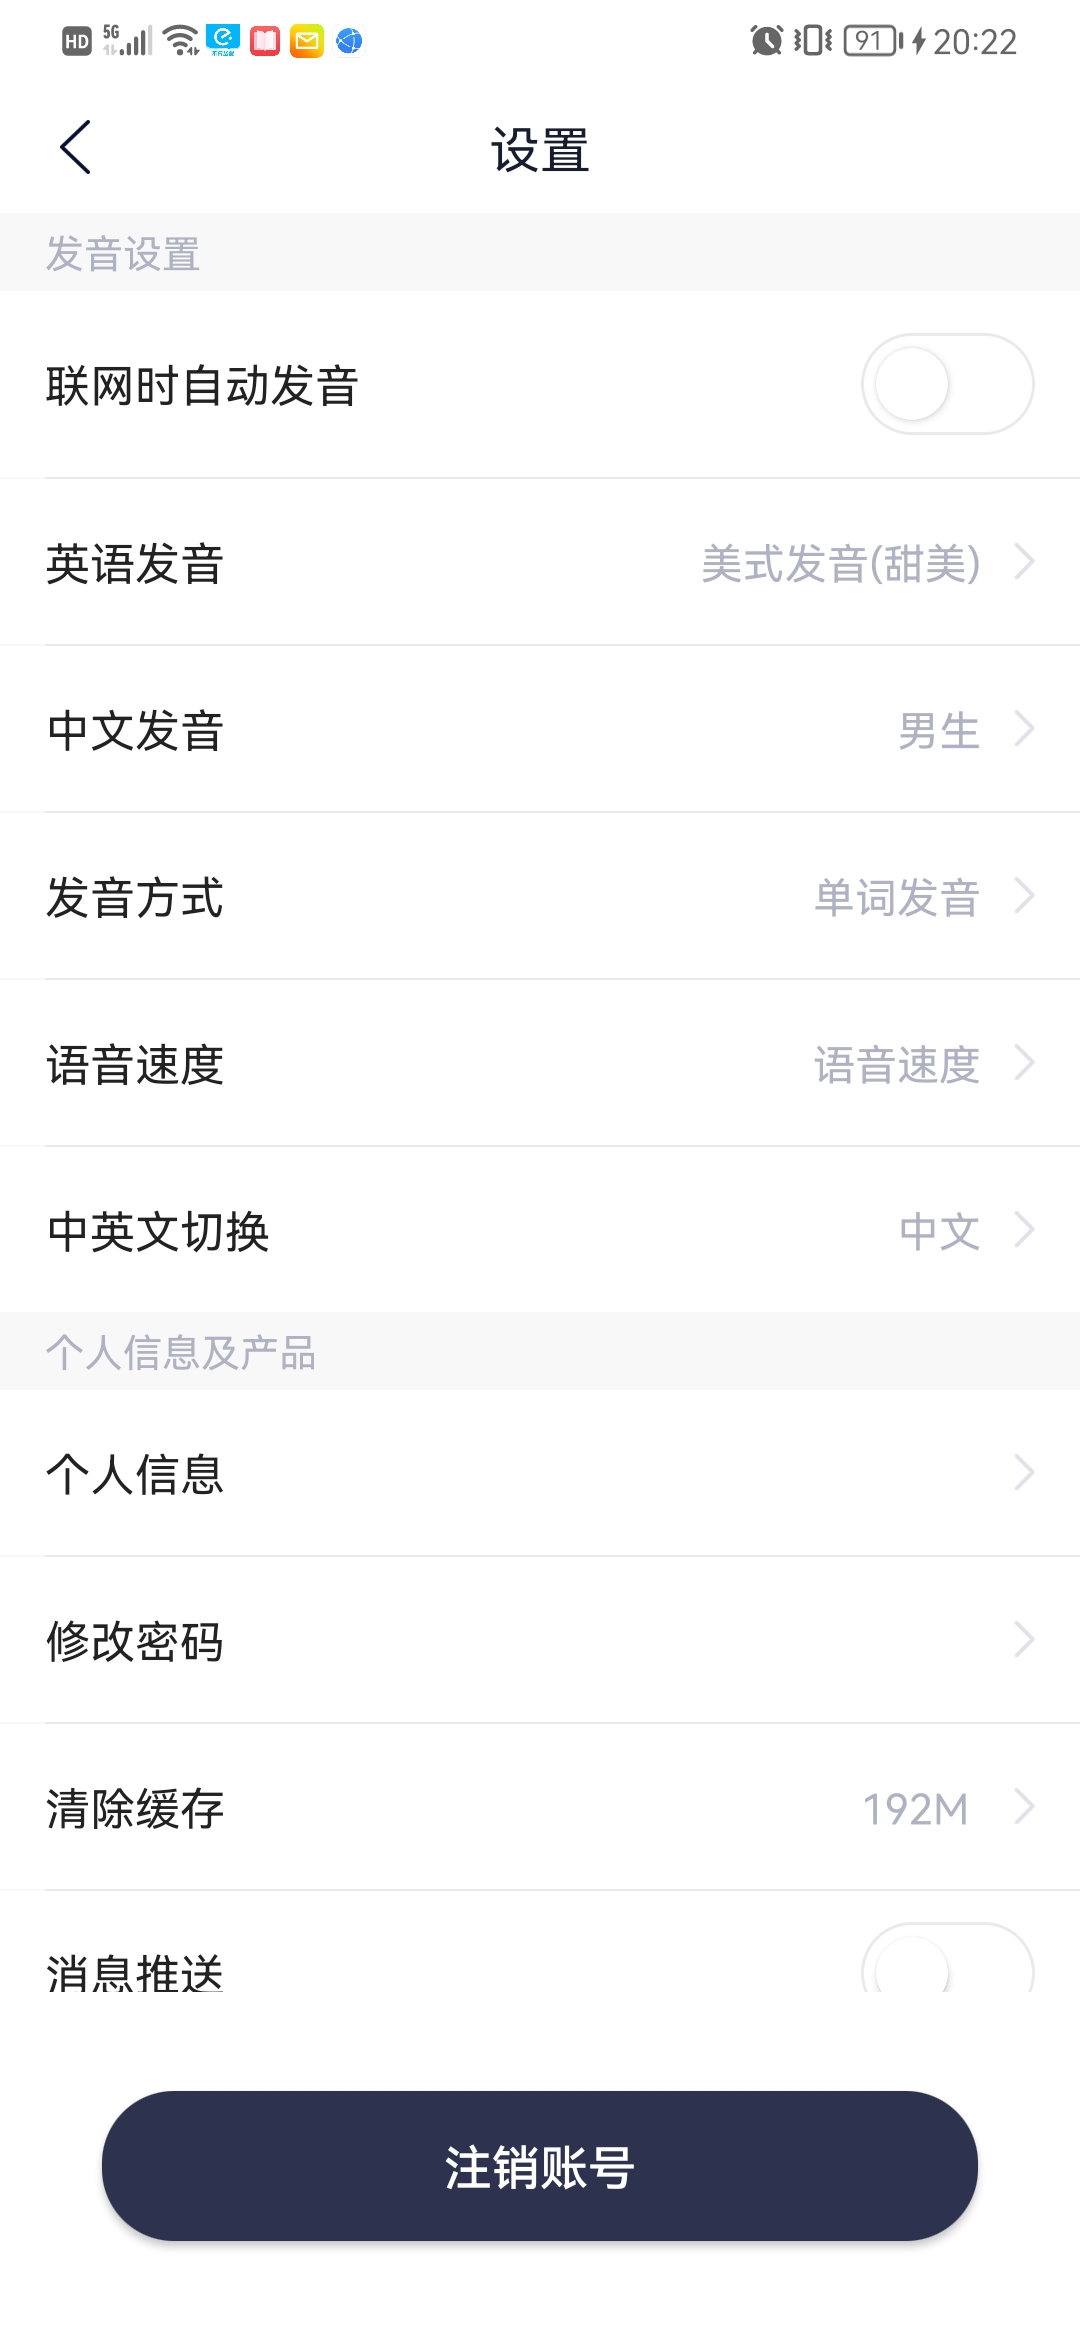 HD 5G 91 20:22
设置
发音设置
联网时自动发音
英语发音 美式发音(甜美)
中文发音 男生
发音方式 单词发音
语音速度 语音速度
中英文切换 中文
个人信息及产品
个人信息
修改密码
清除缓存 192M
消息推送
注销账号